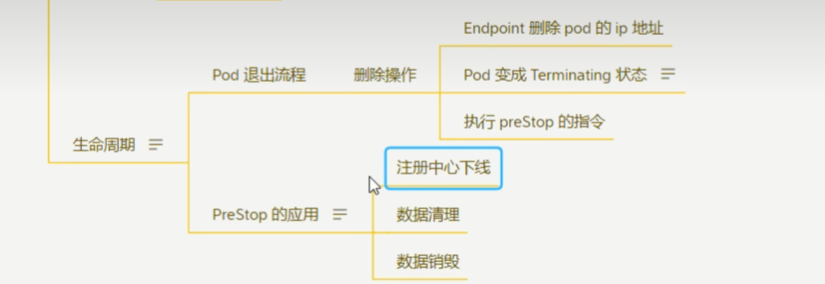 Endpoint 删除 pod 的 ip 地址
Pod 退出流程 删除操作 Pod 变成 Terminating 状态
执行 preStop 的指令
生命周期
注册中心下线
PreStop 的应用 数据清理
数据销毁